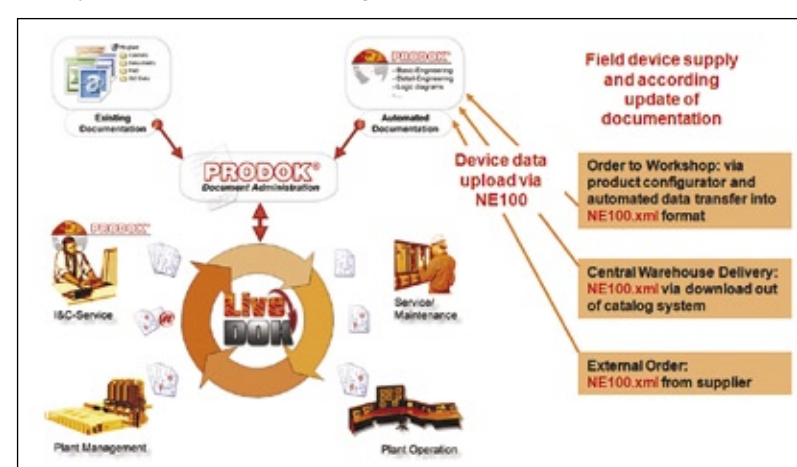 PRODOK
- Basic-Engineering
- Detail-Engineering
- Logic diagrams
Existing
Documentation
Automated
Documentation
PRODOK®
Document Administration
Device data
upload via
NE100
Field device supply
and according
update of
documentation
Order to Workshop: via
product configurator and
automated data transfer into
NE100.xml format
Central Warehouse Delivery:
NE100.xml via download out
of catalog system
External Order:
NE100.xml from supplier
PRODOK
I&C-Service
Live
DOK
Service/
Maintenance
Plant Management
Plant Operation